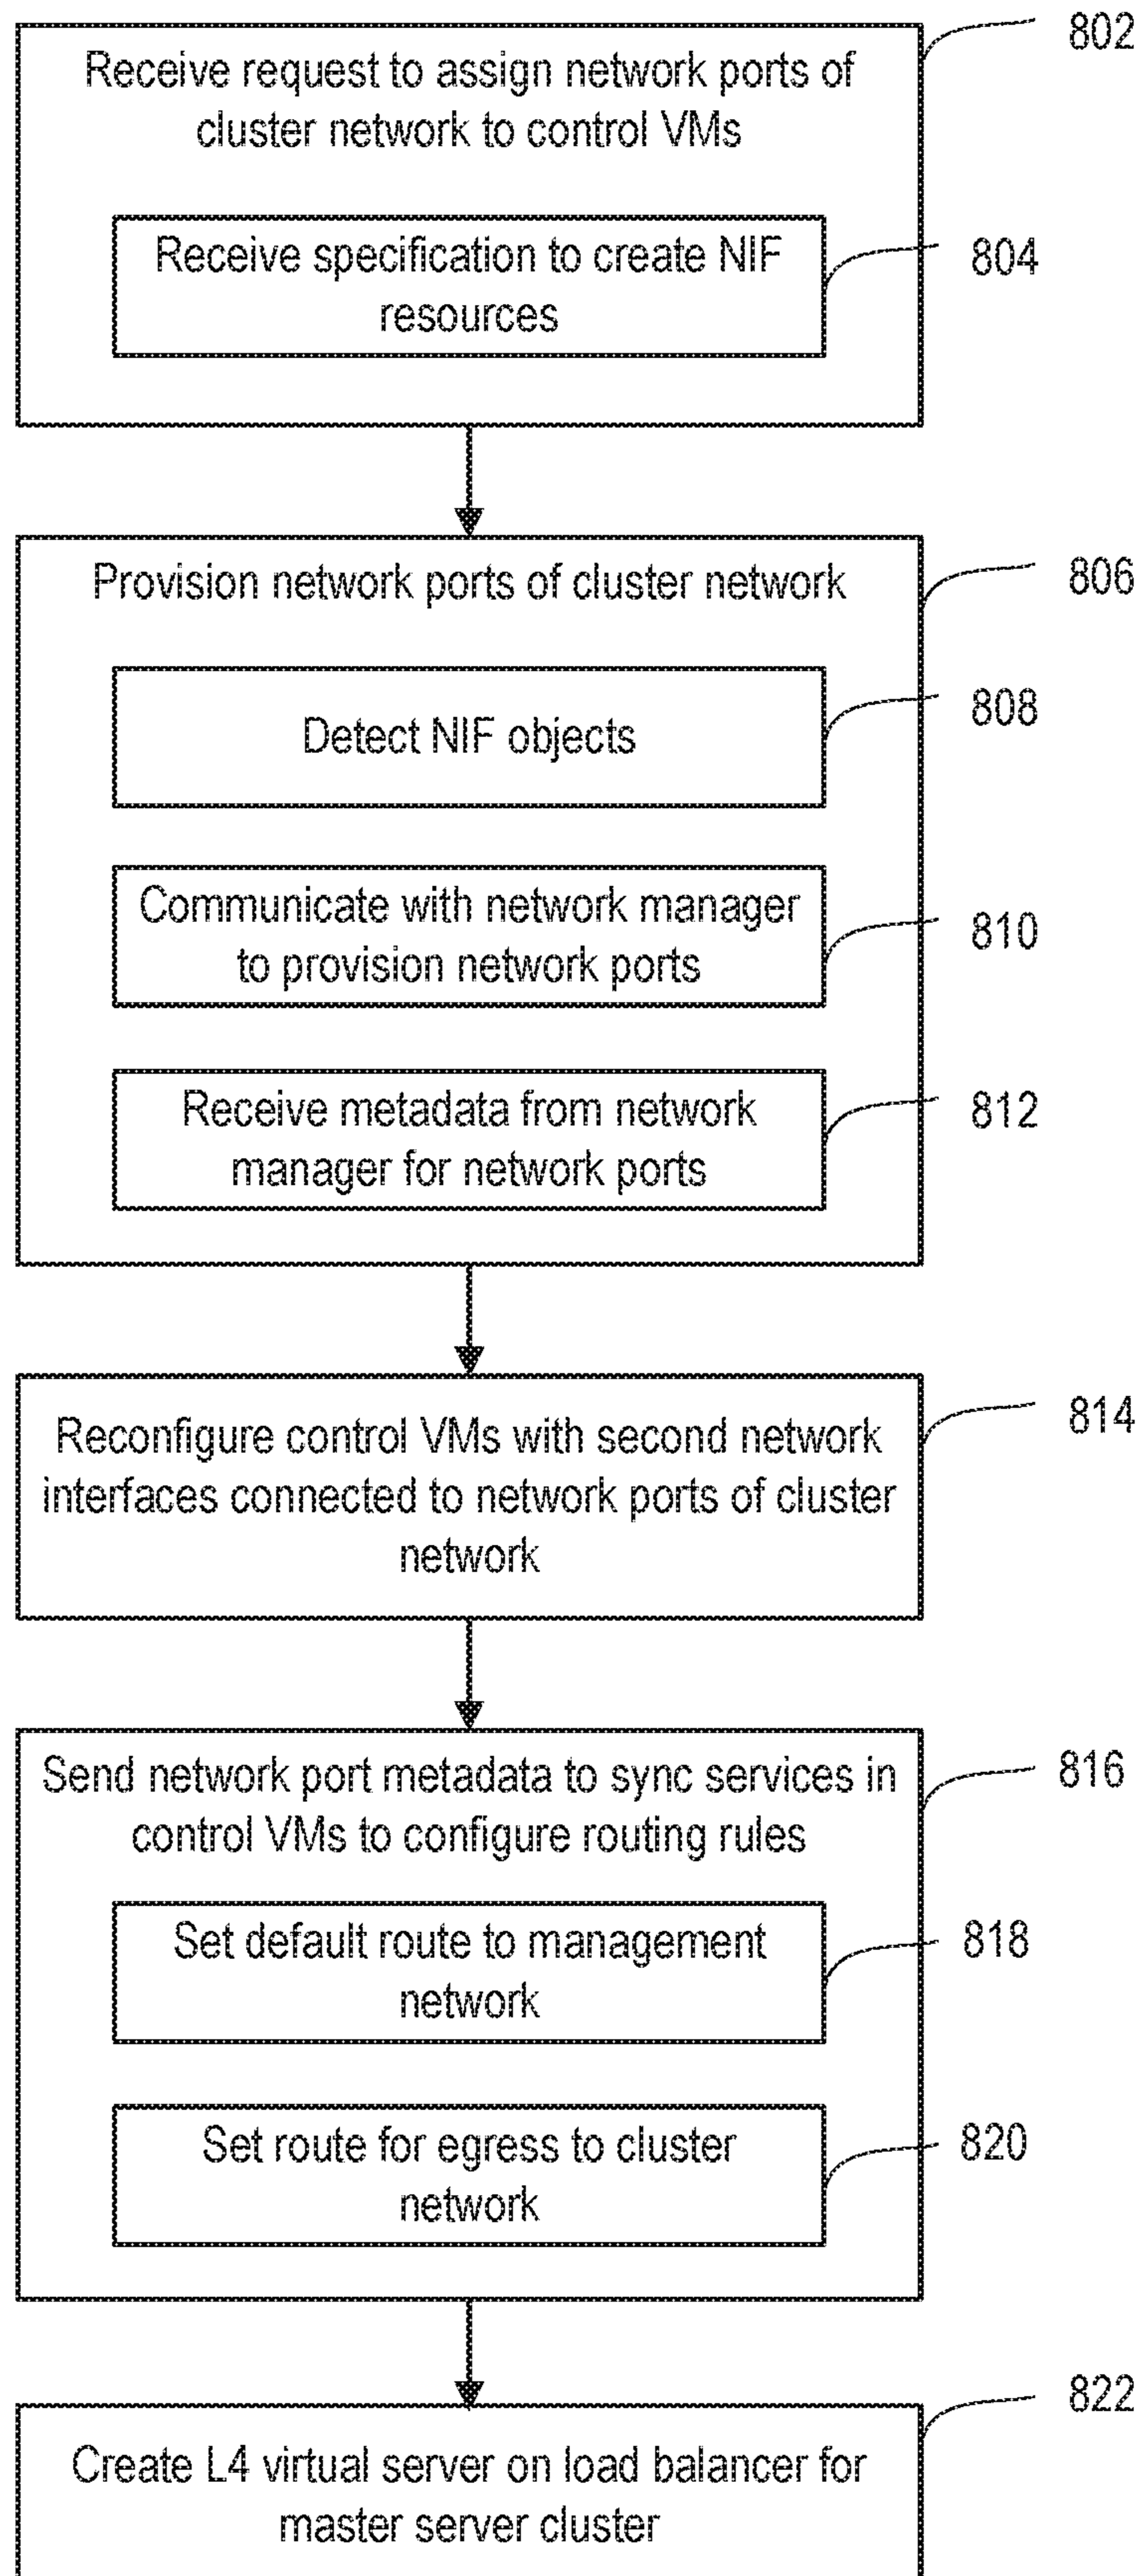 802
Receive request to assign network ports of
cluster network to control VMs
Receive specification to create NIF
resources
804
Provision network ports of cluster network
806
Detect NIF objects
808
Communicate with network manager
to provision network ports
810
Receive metadata from network
manager for network ports
812
Reconfigure control VMs with second network
interfaces connected to network ports of cluster
network
814
Send network port metadata to sync services in
control VMs to configure routing rules
816
Set default route to management
network
818
Set route for egress to cluster
network
820
Create L4 virtual server on load balancer for
master server cluster
822